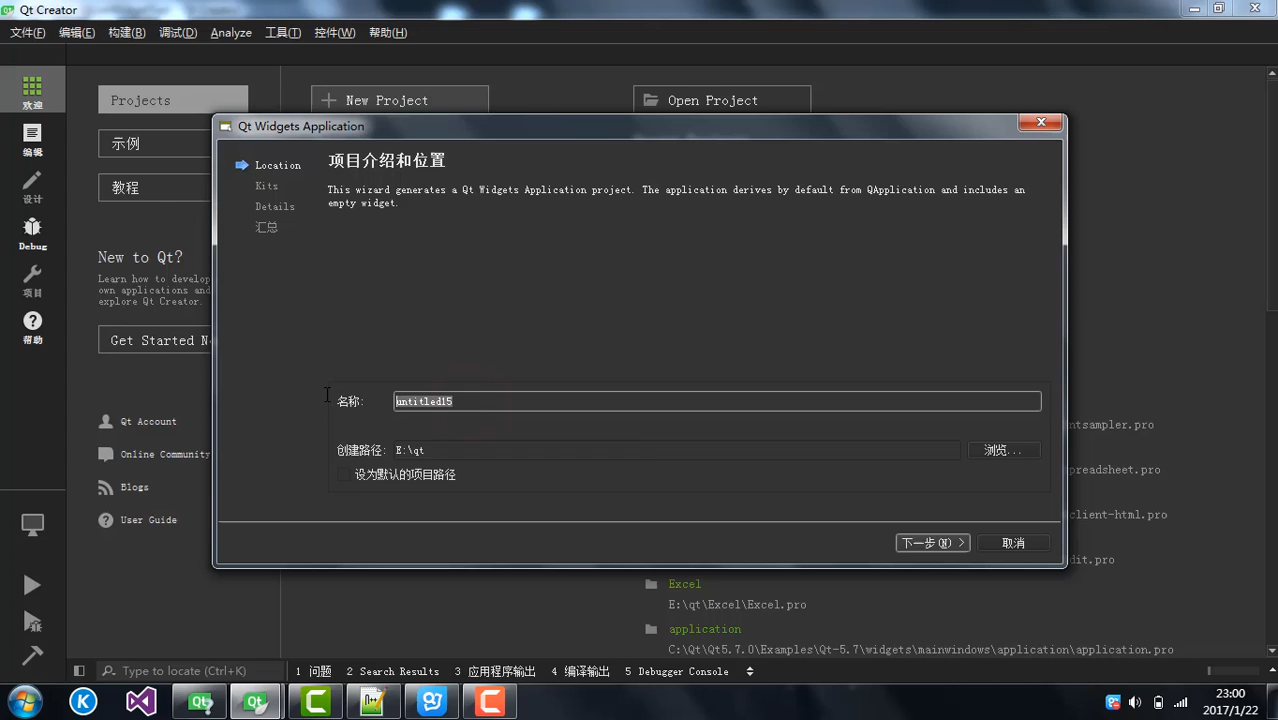 Qt Creator
文件(F) 编辑(E) 构建(B) 调试(D) Analyze 工具(T) 控件(W) 帮助(H)
欢迎
编辑
设计
Debug
项目
帮助
Projects
示例
教程
New to Qt?
Learn how to develop
own applications and
explore Qt Creator.
Get Started N
Qt Account
Online Community
Blogs
User Guide
New Project
Open Project
Qt Widgets Application
Location
Kits
Details
汇总
项目介绍和位置
This wizard generates a Qt Widgets Application project. The application derives by default from QApplication and includes an
empty widget.
名称: untitled15
创建路径: E:\qt 浏览...
设为默认的项目路径
下一步(N) > 取消
ntsampler.pro
spreadsheet.pro
client-html.pro
dit.pro
Excel
E:\qt\Excel\Excel.pro
application
C:\Qt\Qt5.7.0\Examples\Qt-5.7\widgets\mainwindows\application\application.pro
Type to locate (Ctrl+K) 1 问题 2 Search Results 3 应用程序输出 4 编译输出 5 Debugger Console
23:00
2017/1/22